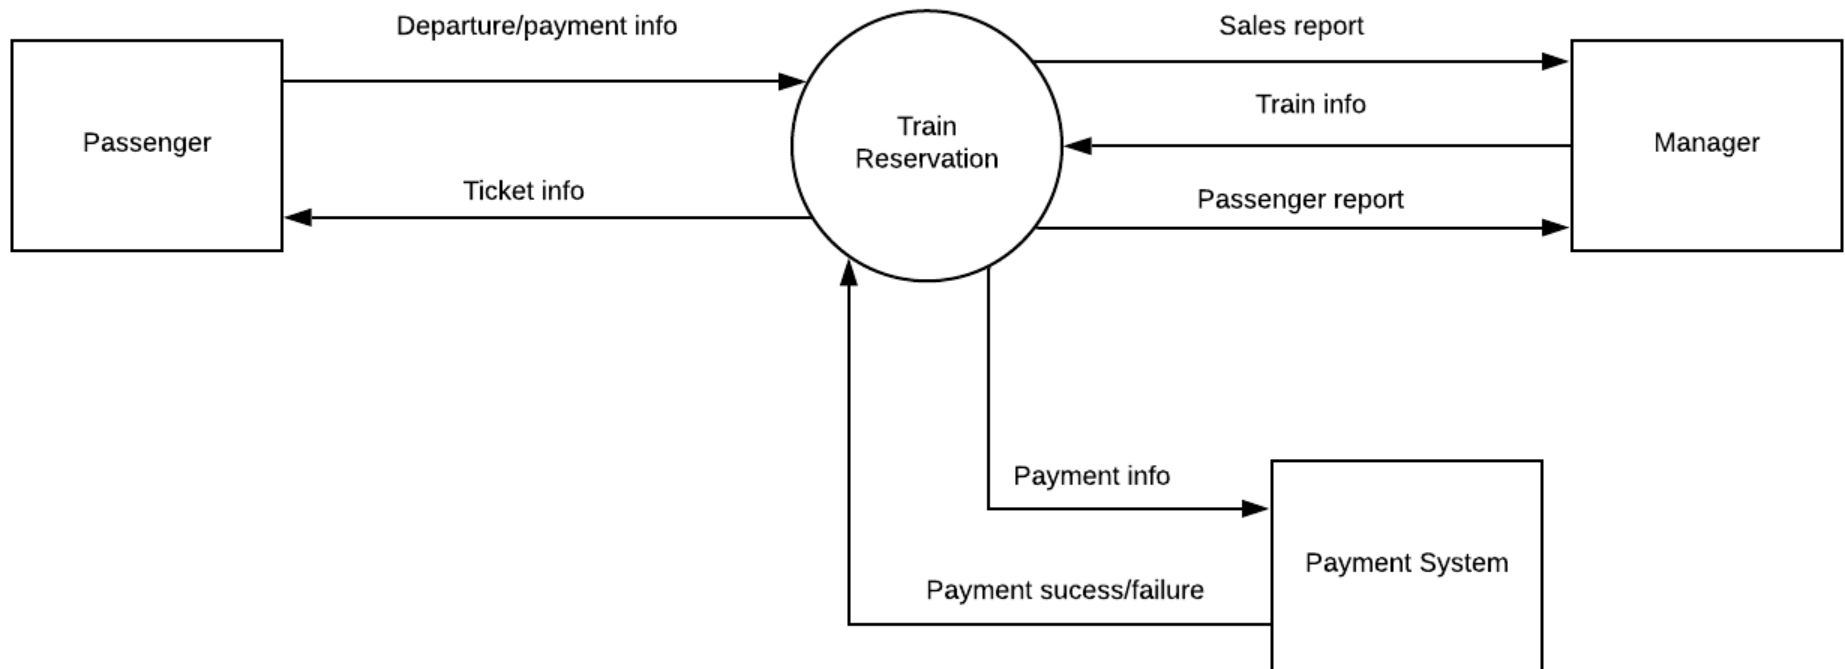 Departure/payment info
Sales report
Train info
Passenger
Train
Reservation
Manager
Ticket info
Passenger report
Payment info
Payment System
Payment sucess/failure